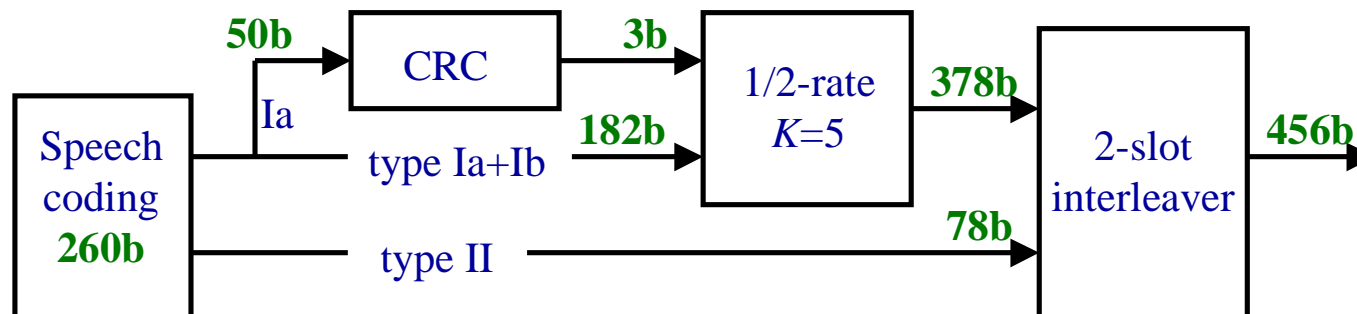 50b
CRC
3b
1/2-rate
K=5
378b
Ia
182b
Speech
coding
260b
type Ia+Ib
2-slot
interleaver
456b
type II
78b